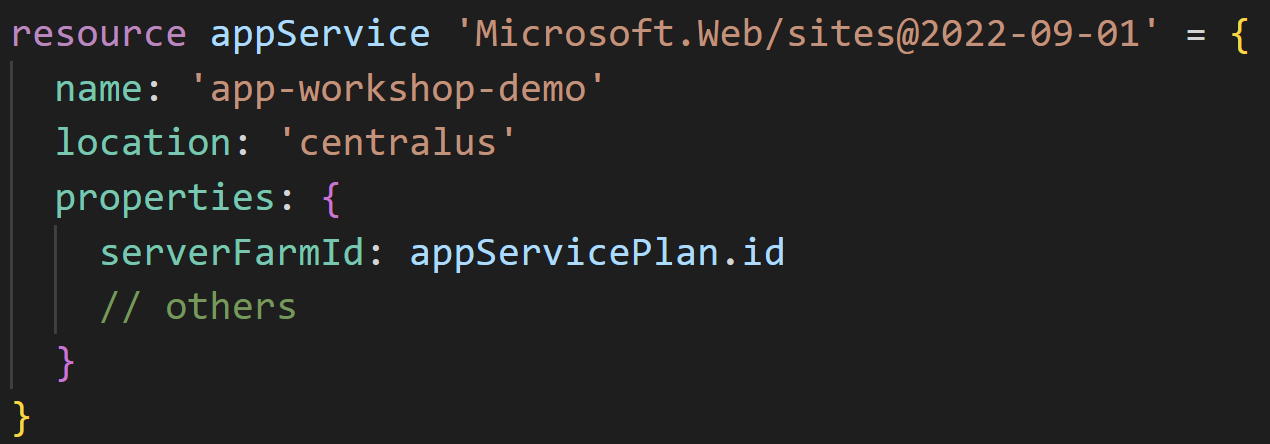 resource appService 'Microsoft.Web/sites@2022-09-01' = {
  name: 'app-workshop-demo'
  location: 'centralus'
  properties: {
    serverFarmId: appServicePlan.id
    // others
  }
}